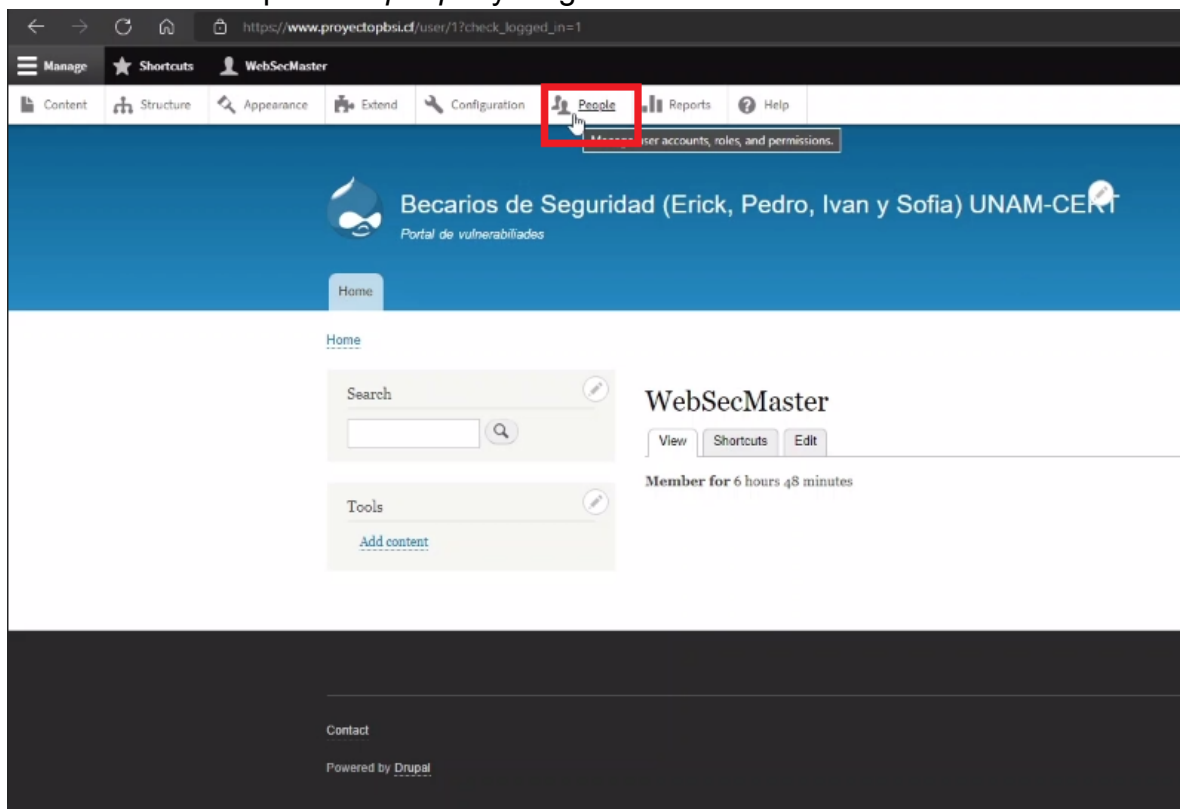 https://www.proyectopbsi.cf/user/1?check_logged_in=1
Manage Shortcuts WebSecMaster
Content Structure Appearance Extend Configuration People Reports Help
user accounts, roles, and permissions.
Becarios de Seguridad (Erick, Pedro, Ivan y Sofia) UNAM-CERT
Portal de vulnerabiliades
Home
Home
Search
WebSecMaster
View Shortcuts Edit
Member for 6 hours 48 minutes
Tools
Add content
Contact
Powered by Drupal